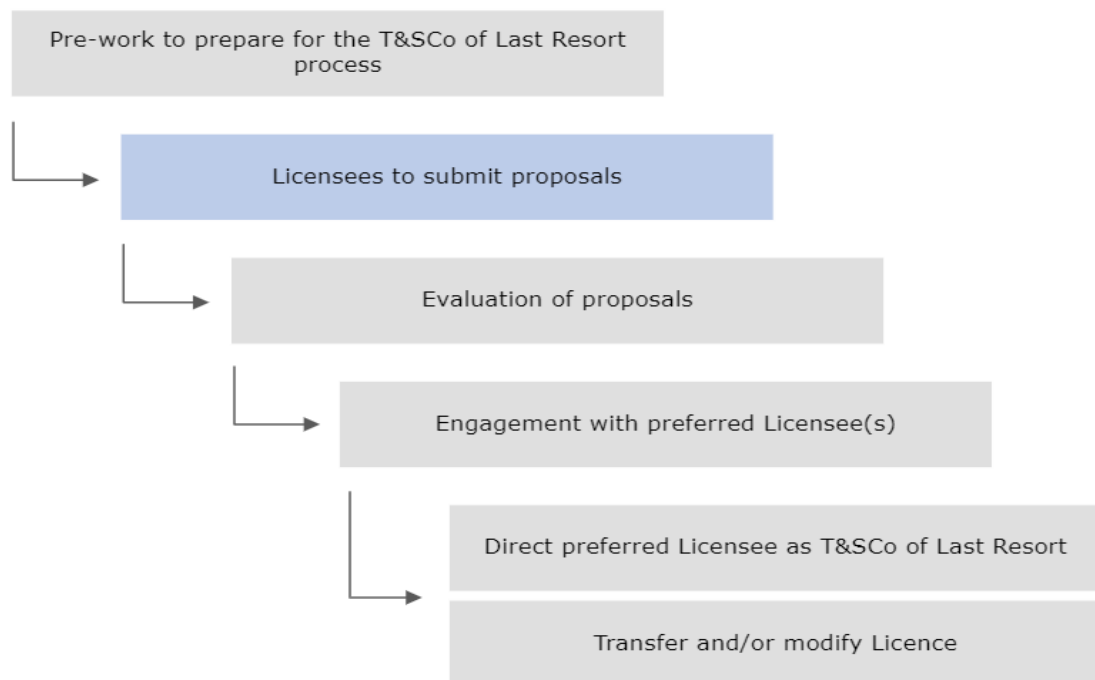 Pre-work to prepare for the T&SCo of Last Resort
process
Licensees to submit proposals
Evaluation of proposals
Engagement with preferred Licensee(s)
Direct preferred Licensee as T&SCo of Last Resort
Transfer and/or modify Licence